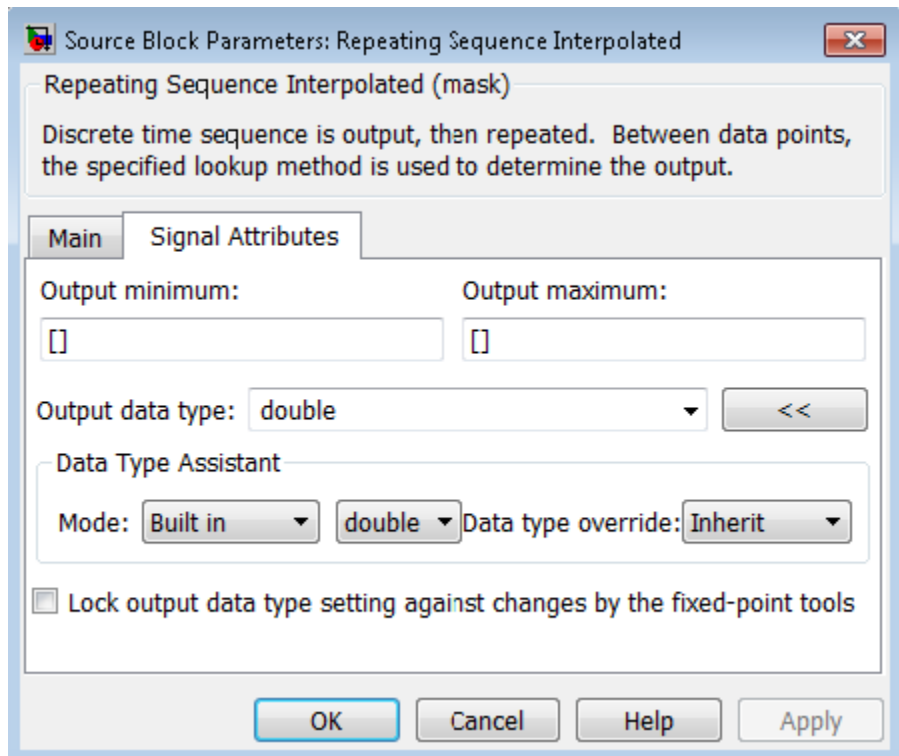 Source Block Parameters: Repeating Sequence Interpolated
Repeating Sequence Interpolated (mask)
Discrete time sequence is output, then repeated.  Between data points,
the specified lookup method is used to determine the output.
Main Signal Attributes
Output minimum: Output maximum:
[] []
Output data type: double <<
Data Type Assistant
Mode: Built in double Data type override: Inherit
Lock output data type setting against changes by the fixed-point tools
OK Cancel Help Apply